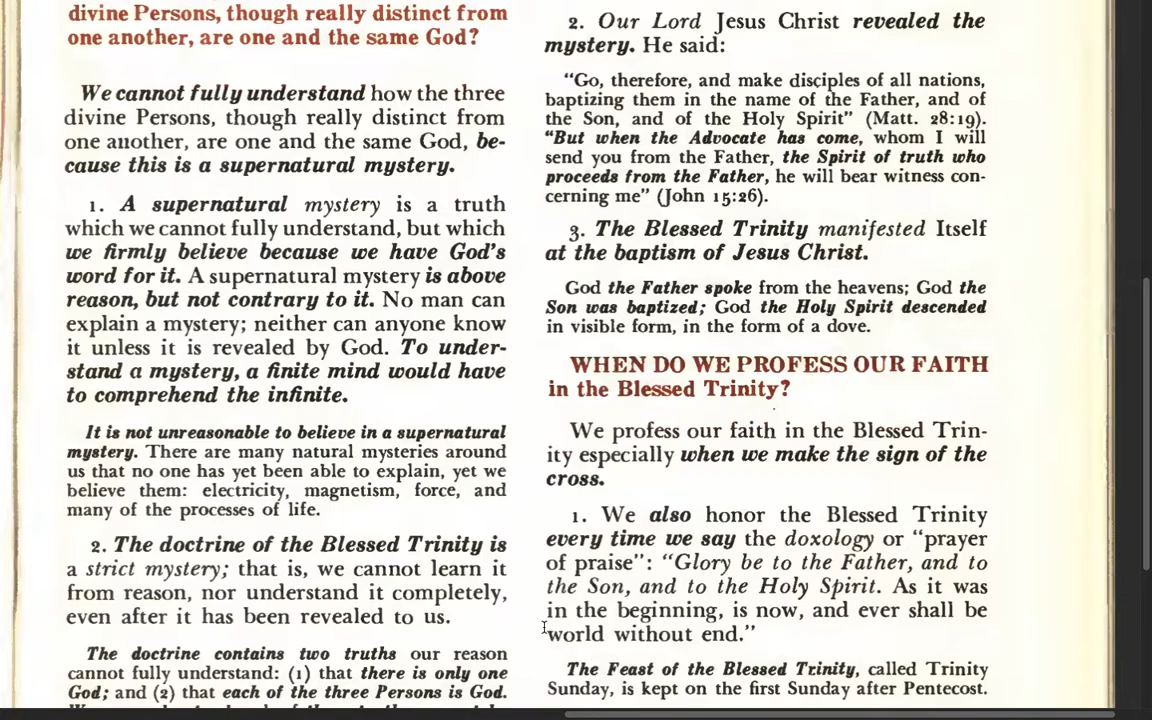 divine Persons, though really distinct from
one another, are one and the same God?
We cannot fully understand how the three
divine Persons, though really distinct from
one another, are one and the same God, be-
cause this is a supernatural mystery.
1. A supernatural mystery is a truth
which we cannot fully understand, but which
we firmly believe because we have God's
word for it. A supernatural mystery is above
reason, but not contrary to it. No man can
explain a mystery; neither can anyone know
it unless it is revealed by God. To under-
stand a mystery, a finite mind would have
to comprehend the infinite.
It is not unreasonable to believe in a supernatural
mystery. There are many natural mysteries around
us that no one has yet been able to explain, yet we
believe them: electricity, magnetism, force, and
many of the processes of life.
2. The doctrine of the Blessed Trinity is
a strict mystery; that is, we cannot learn it
from reason, nor understand it completely,
even after it has been revealed to us.
The doctrine contains two truths our reason
cannot fully understand: (1) that there is only one
God; and (2) that each of the three Persons is God.
2. Our Lord Jesus Christ revealed the
mystery. He said:
"Go, therefore, and make disciples of all nations,
baptizing them in the name of the Father, and of
the Son, and of the Holy Spirit" (Matt. 28:19).
"But when the Advocate has come, whom I will
send you from the Father, the Spirit of truth who
proceeds from the Father, he will bear witness con-
cerning me" (John 15:26).
3. The Blessed Trinity manifested Itself
at the baptism of Jesus Christ.
God the Father spoke from the heavens; God the
Son was baptized; God the Holy Spirit descended
in visible form, in the form of a dove.
WHEN DO WE PROFESS OUR FAITH
in the Blessed Trinity?
We profess our faith in the Blessed Trin-
ity especially when we make the sign of the
cross.
1. We also honor the Blessed Trinity
every time we say the doxology or "prayer
of praise": "Glory be to the Father, and to
the Son, and to the Holy Spirit. As it was
in the beginning, is now, and ever shall be
world without end."
The Feast of the Blessed Trinity, called Trinity
Sunday, is kept on the first Sunday after Pentecost.